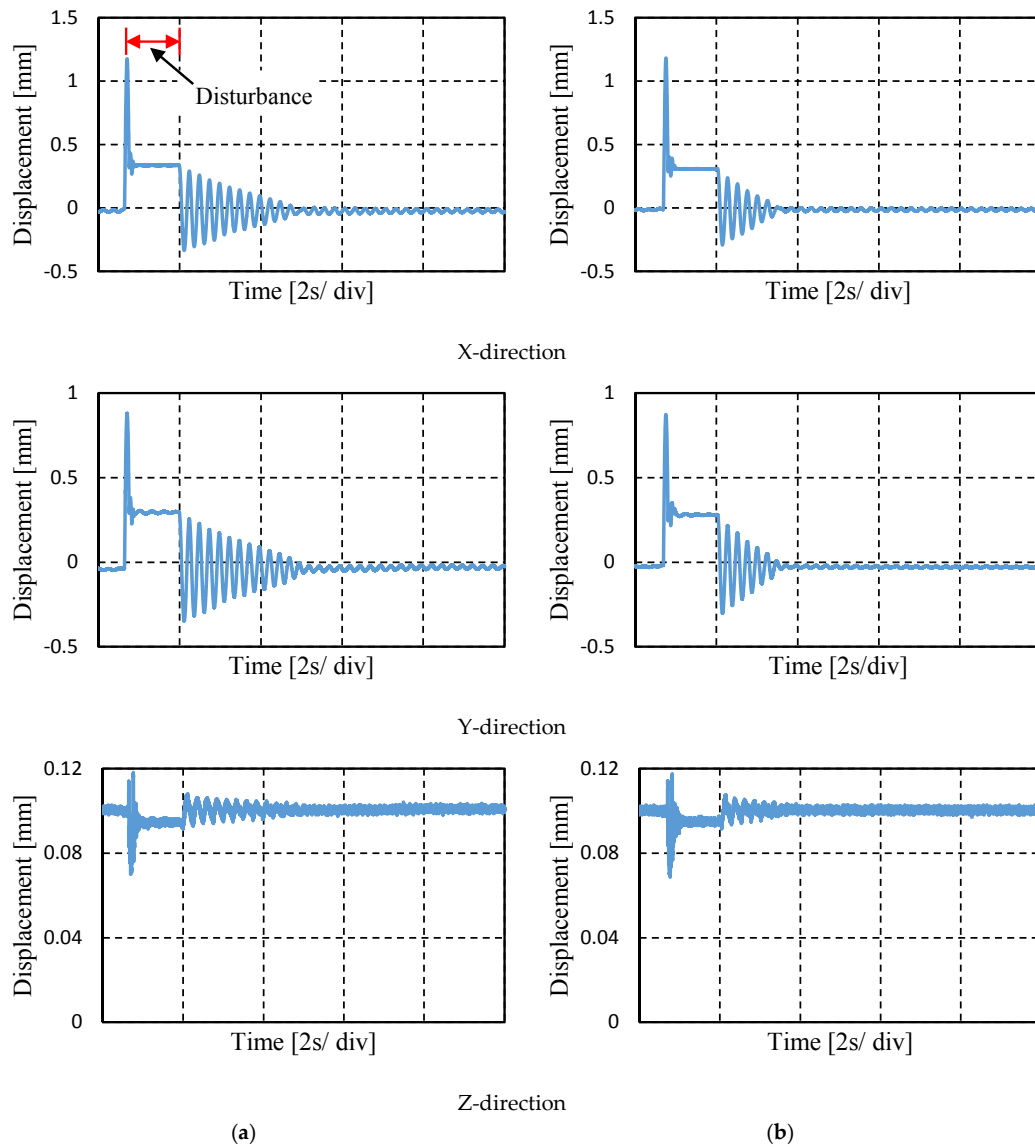 1.5
1
0.5
0
-0.5
Displacement [mm]
Disturbance
Time [2s/ div]
1.5
1
0.5
0
-0.5
Displacement [mm]
Time [2s/ div]
X-direction
1
0.5
0
-0.5
Displacement [mm]
Time [2s/ div]
1
0.5
0
-0.5
Displacement [mm]
Time [2s/div]
Y-direction
0.12
0.08
0.04
0
Displacement [mm]
Time [2s/ div]
0.12
0.08
0.04
0
Displacement [mm]
Time [2s/ div]
Z-direction
(a)
(b)